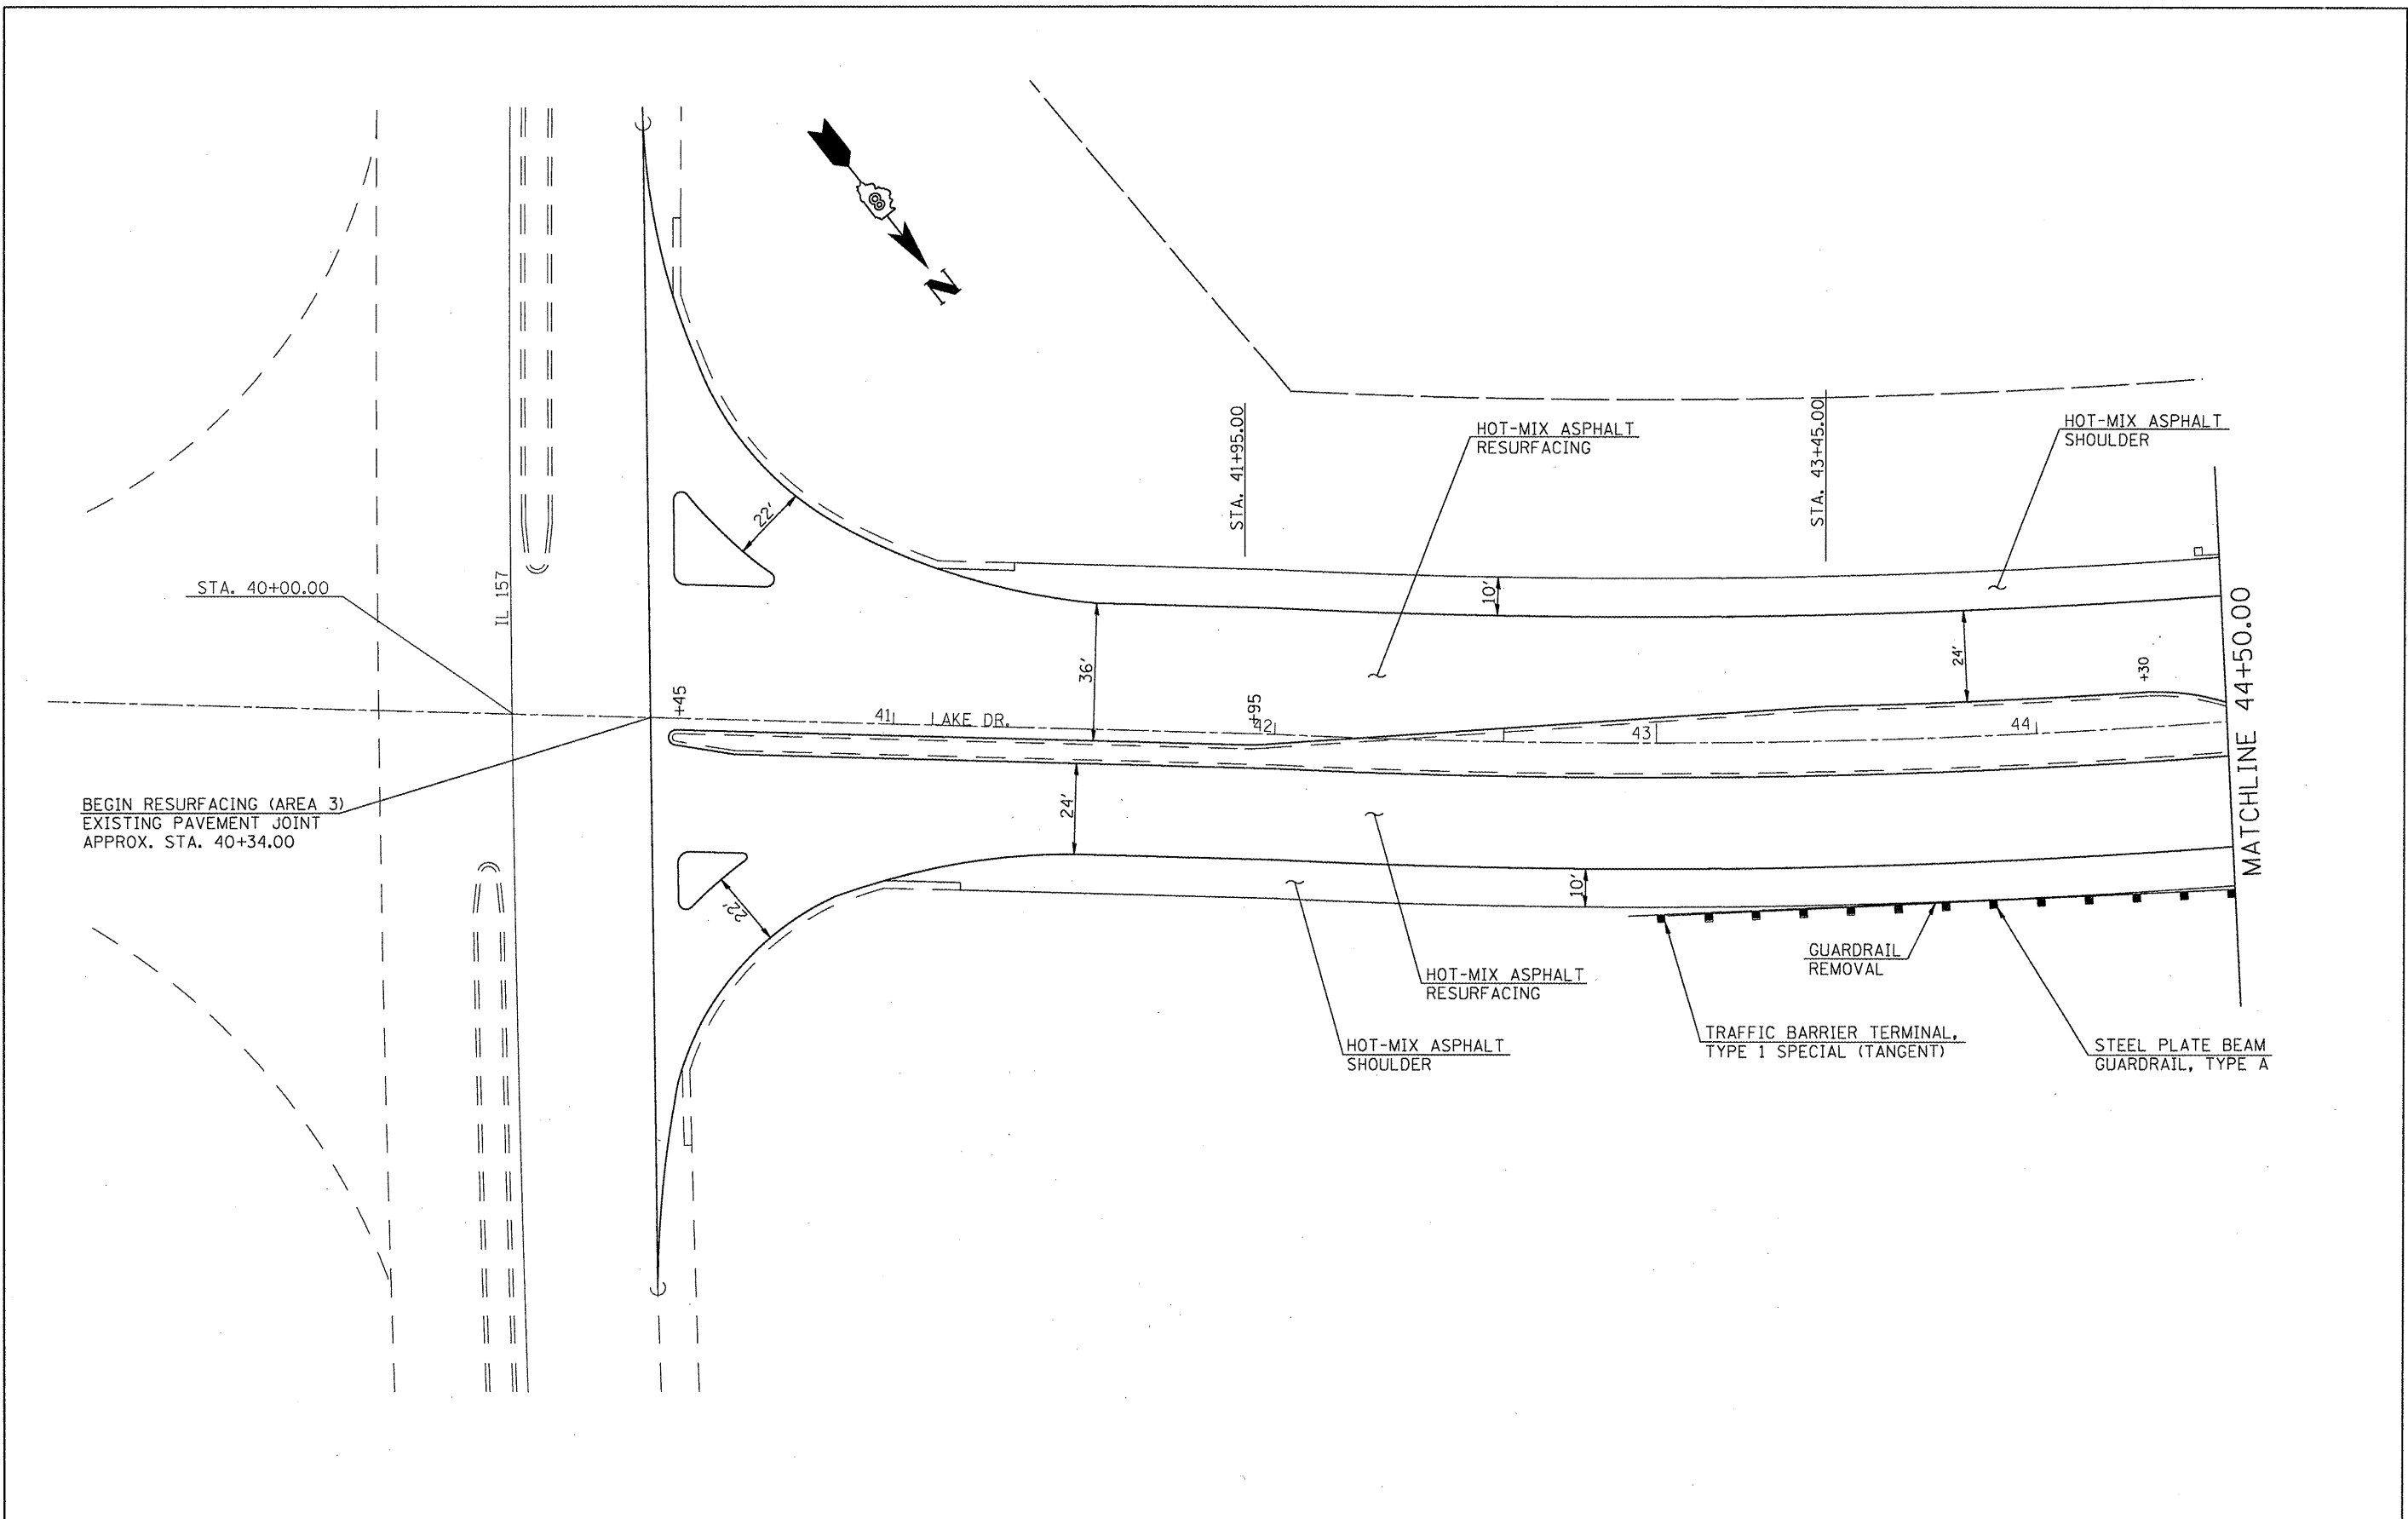 8
N
STA. 41+95.00
STA. 43+45.00
HOT-MIX ASPHALT
RESURFACING
HOT-MIX ASPHALT
SHOULDER
22'
STA. 40+00.00
IL 157
10'
36'
24'
+30
+45
41
LAKE DR.
+95
42
43
44
MATCHLINE 44+50.00
BEGIN RESURFACING (AREA 3)
EXISTING PAVEMENT JOINT
APPROX. STA. 40+34.00
24'
22'
10'
GUARDRAIL
REMOVAL
HOT-MIX ASPHALT
RESURFACING
HOT-MIX ASPHALT
SHOULDER
TRAFFIC BARRIER TERMINAL,
TYPE 1 SPECIAL (TANGENT)
STEEL PLATE BEAM
GUARDRAIL, TYPE A